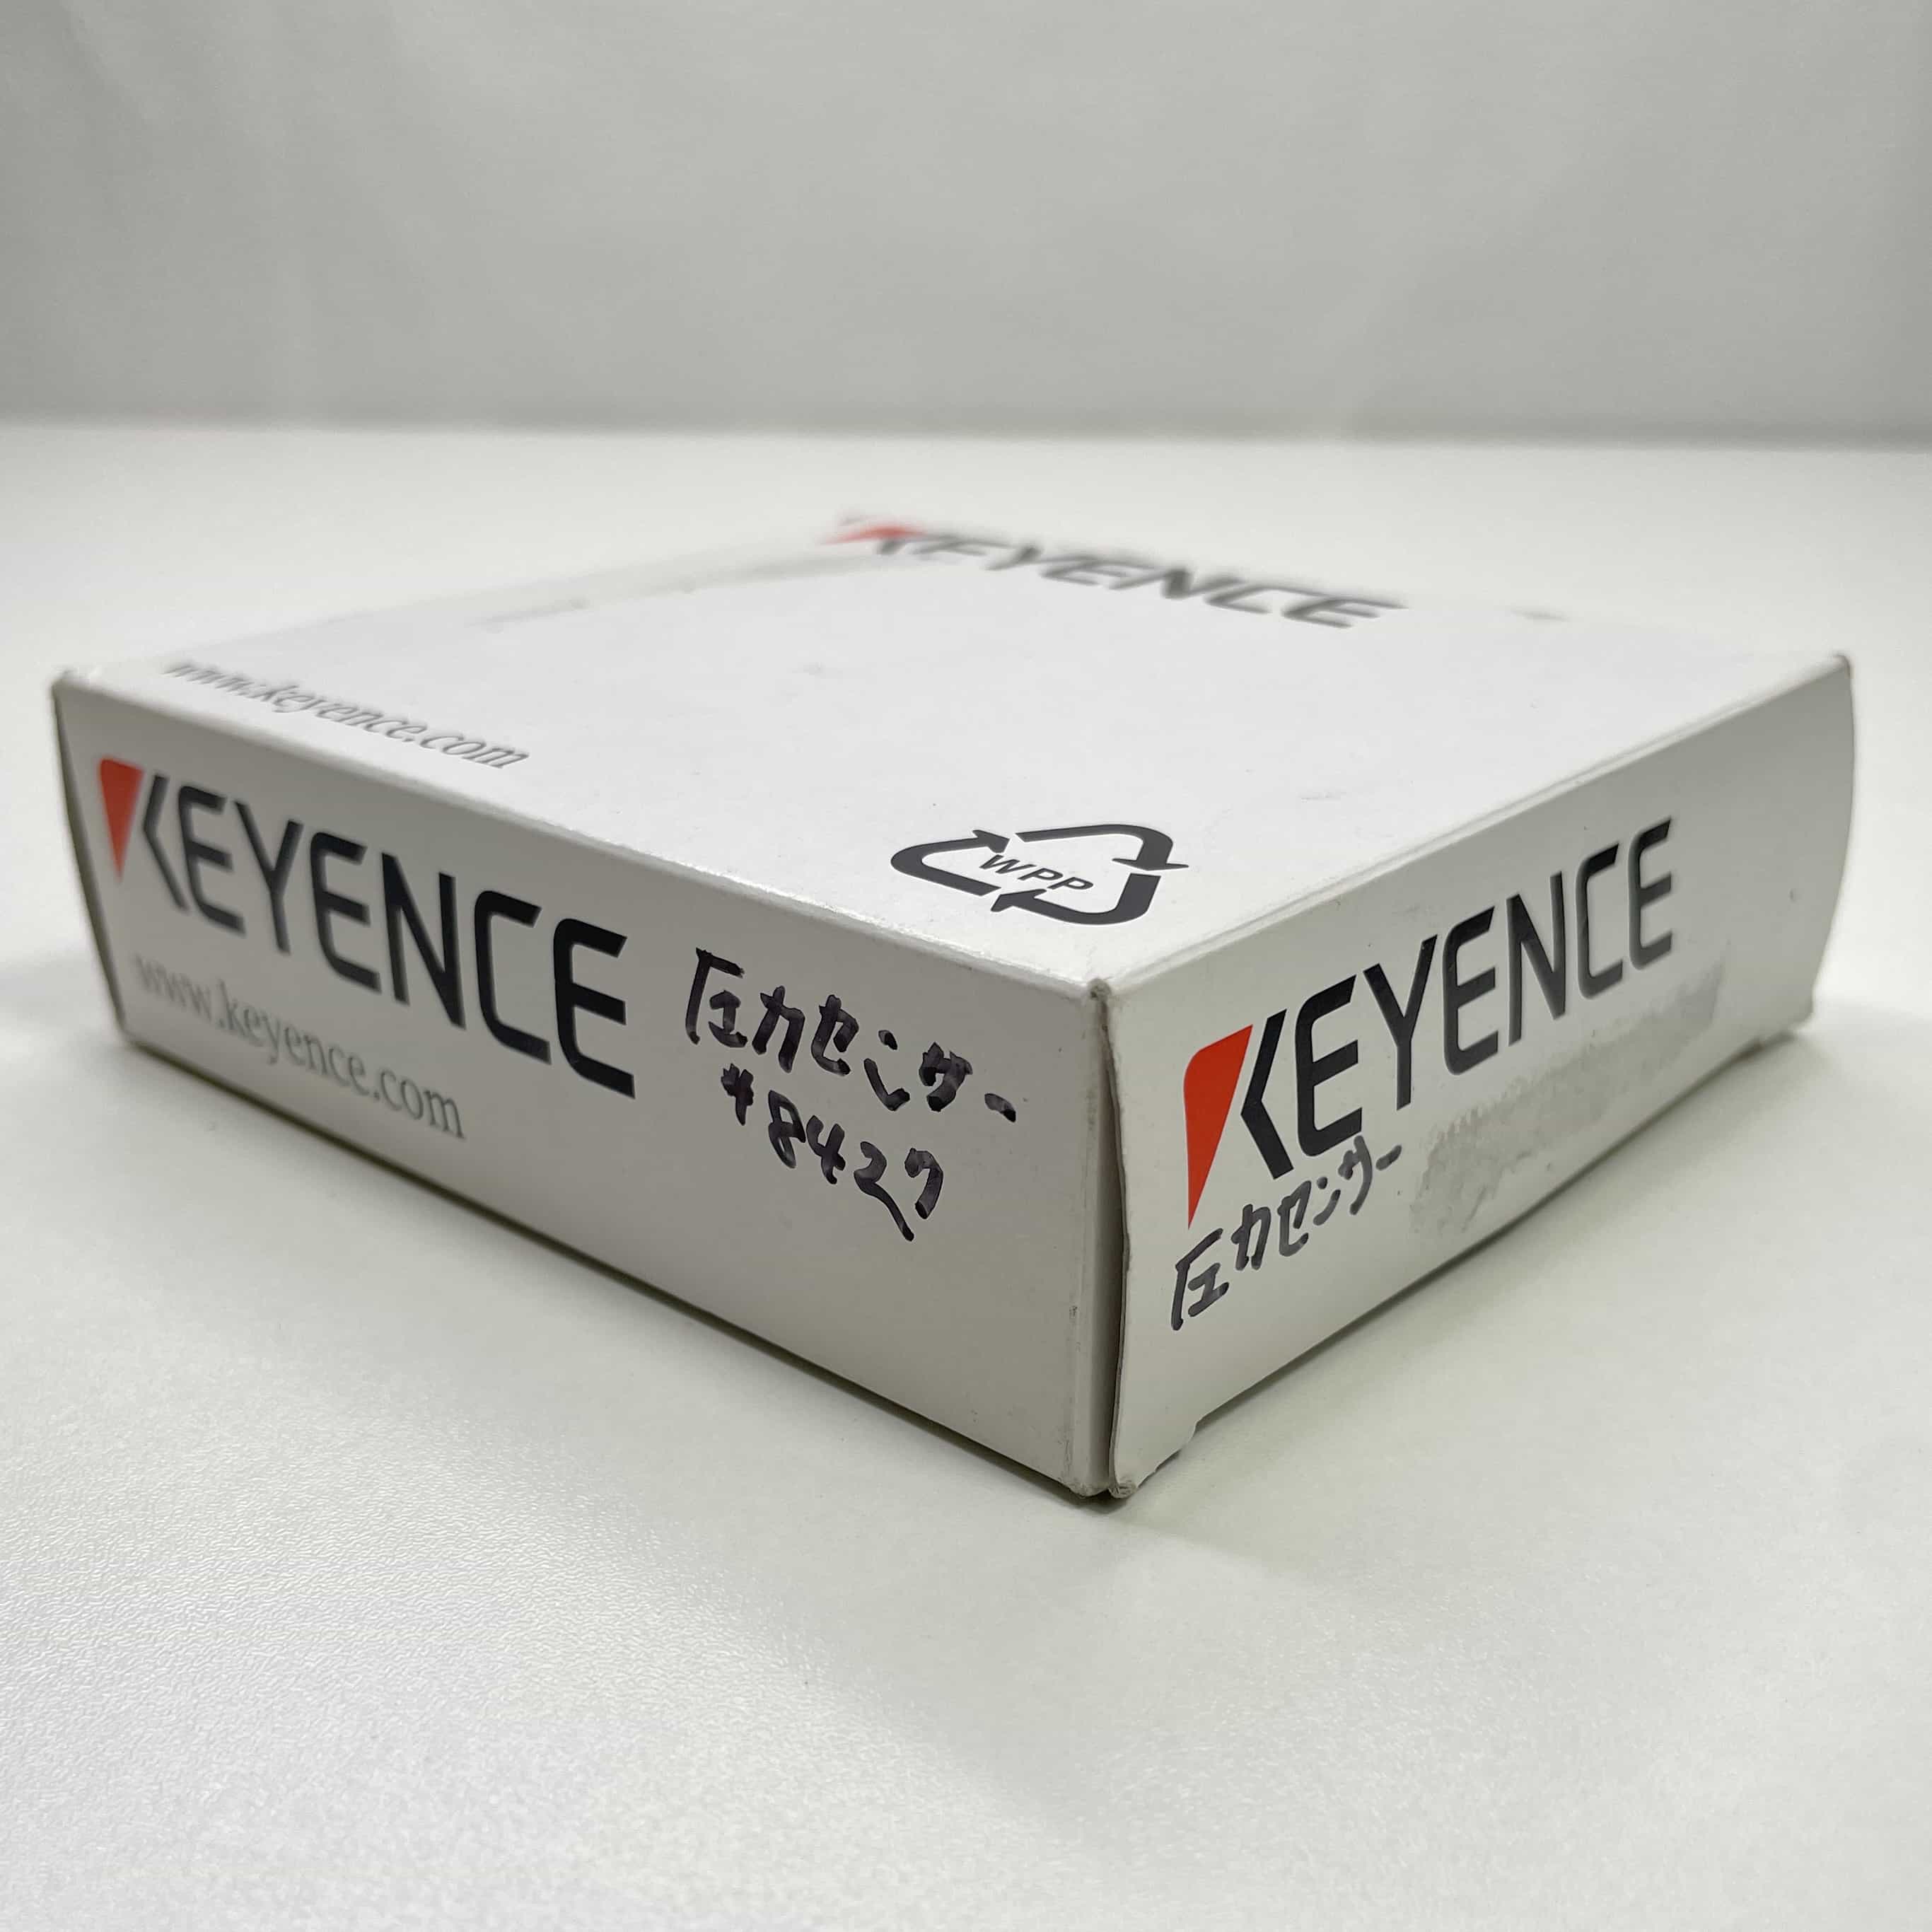 KEYENCE
www.keyence.com
WPP
KEYENCE
www.keyence.com
圧力センサー
#8427
KEYENCE
圧力センサー